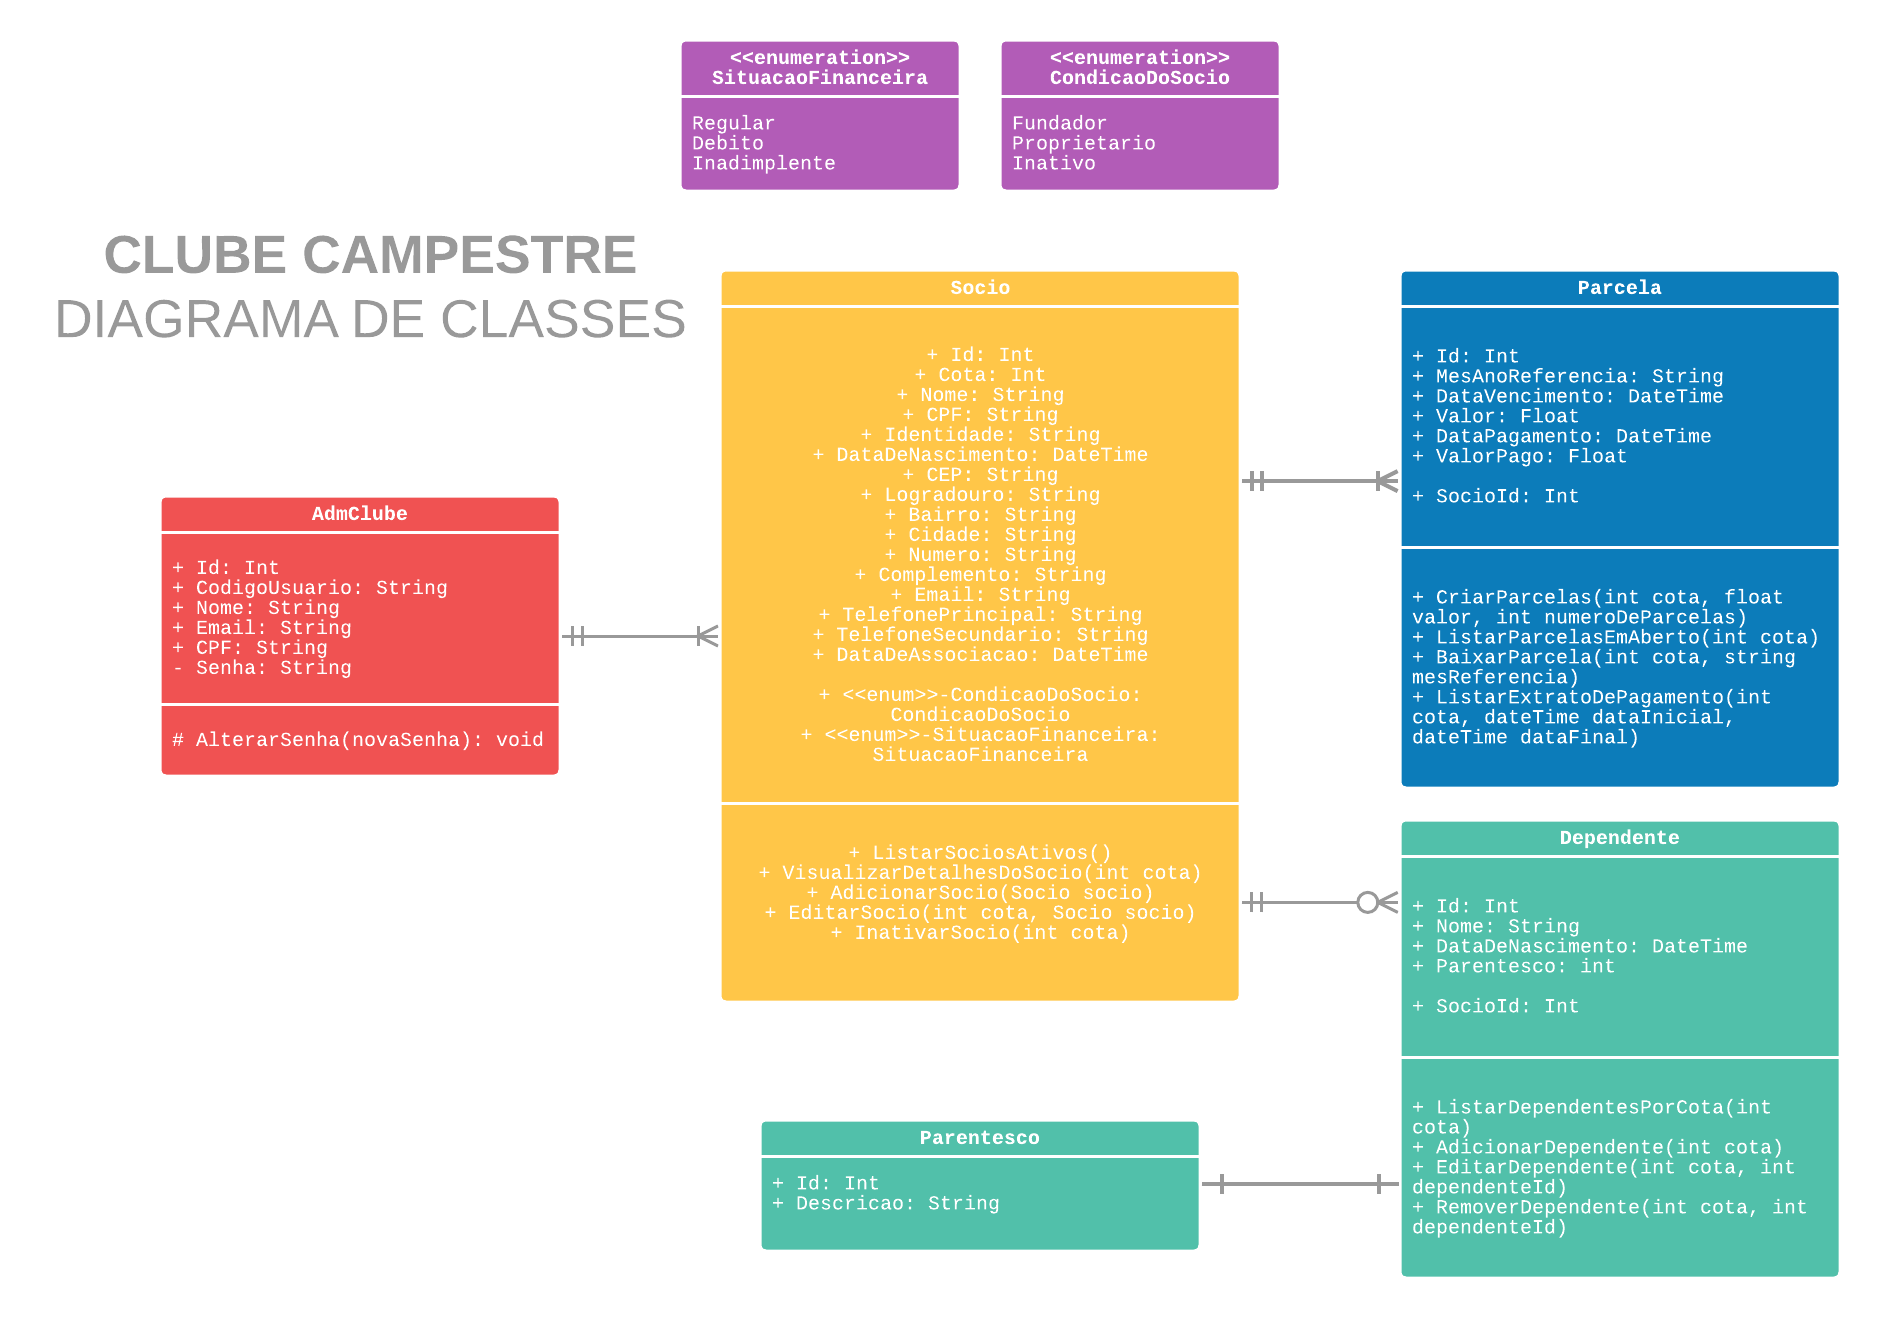 <<enumeration>>
SituacaoFinanceira
Regular
Debito
Inadimplente
<<enumeration>>
CondicaoDoSocio
Fundador
Proprietario
Inativo
CLUBE CAMPESTRE
DIAGRAMA DE CLASSES
AdmClube
+ Id: Int
+ CodigoUsuario: String
+ Nome: String
+ Email: String
+ CPF: String
- Senha: String
# AlterarSenha(novaSenha): void
Socio
+ Id: Int
+ Cota: Int
+ Nome: String
+ CPF: String
+ Identidade: String
+ DataDeNascimento: DateTime
+ CEP: String
+ Logradouro: String
+ Bairro: String
+ Cidade: String
+ Numero: String
+ Complemento: String
+ Email: String
+ TelefonePrincipal: String
+ TelefoneSecundario: String
+ DataDeAssociacao: DateTime
+ <<enum>>-CondicaoDoSocio:
CondicaoDoSocio
+ <<enum>>-SituacaoFinanceira:
SituacaoFinanceira
+ ListarSociosAtivos()
+ VisualizarDetalhesDoSocio(int cota)
+ AdicionarSocio(Socio socio)
+ EditarSocio(int cota, Socio socio)
+ InativarSocio(int cota)
Parcela
+ Id: Int
+ MesAnoReferencia: String
+ DataVencimento: DateTime
+ Valor: Float
+ DataPagamento: DateTime
+ ValorPago: Float
+ SocioId: Int
+ CriarParcelas(int cota, float
valor, int numeroDeParcelas)
+ ListarParcelasEmAberto(int cota)
+ BaixarParcela(int cota, string
mesReferencia)
+ ListarExtratoDePagamento(int
cota, dateTime dataInicial,
dateTime dataFinal)
Dependente
+ Id: Int
+ Nome: String
+ DataDeNascimento: DateTime
+ Parentesco: int
+ SocioId: Int
+ ListarDependentesPorCota(int
cota)
+ AdicionarDependente(int cota)
+ EditarDependente(int cota, int
dependenteId)
+ RemoverDependente(int cota, int
dependenteId)
Parentesco
+ Id: Int
+ Descricao: String